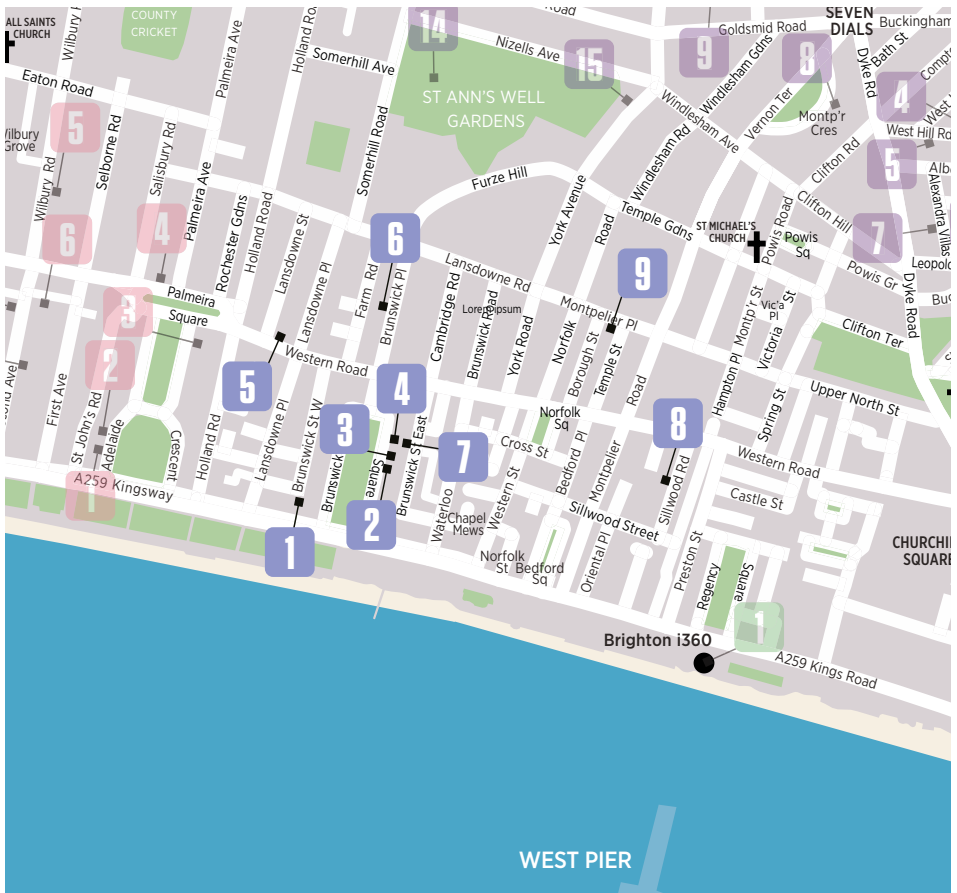 ALL SAINTS
CHURCH
COUNTY
CRICKET
Palmeira Ave
Somerhill Ave
14
Nizells Ave
Road
15
9
Goldsmid Road
SEVEN
DIALS
Buckingham
Bath St
8
Dyke Rd
Windlesham Gdns
Vernon Ter
Montp'r
Cres
4
West Hill Rd
5
Alexandra Villas
7
Leopold
Eaton Road
5
Selborne Rd
Wilbury Rd
Salisbury Rd
Palmeira Ave
Somerhill Road
ST ANN'S WELL
GARDENS
Windlesham Ave
Windlesham Rd
Clifton Rd
Clifton Hill
Furze Hill
York Avenue
Road
Temple Gdns
ST MICHAEL'S
CHURCH
Powis Road
Powis
Sq
Powis Gr
Dyke Road
6
4
Rochester Gdns
Holland Road
Lansdowne St
Lansdowne Pl
Farm Rd
6
Brunswick Pl
Lansdowne Rd
Cambridge Rd
Lorem Ipsum
Brunswick Road
York Road
Norfolk
Montpelier Pl
9
Borough St
Temple St
Road
Hampton Pl
Montp'r St
Vic'a
Pl
Victoria
St
Clifton Ter
Upper North St
Palmeira
Square
3
2
First Ave
St John's Rd
Adelaide
Crescent
Holland Rd
5
Western Road
Lansdowne Pl
Brunswick St W
Brunswick
Square
3
4
7
2
Brunswick St East
Waterloo
Chapel
Mews
Western St
Norfolk
Sq
Cross St
Bedford Pl
Montpelier
8
Sillwood Rd
Sillwood Street
Spring St
Western Road
Castle St
A259 Kingsway
1
1
Norfolk
St
Bedford
Sq
Oriental Pl
Preston St
Regency
Square
CHURCHIL
SQUARE
1
Brighton i360
A259 Kings Road
WEST PIER